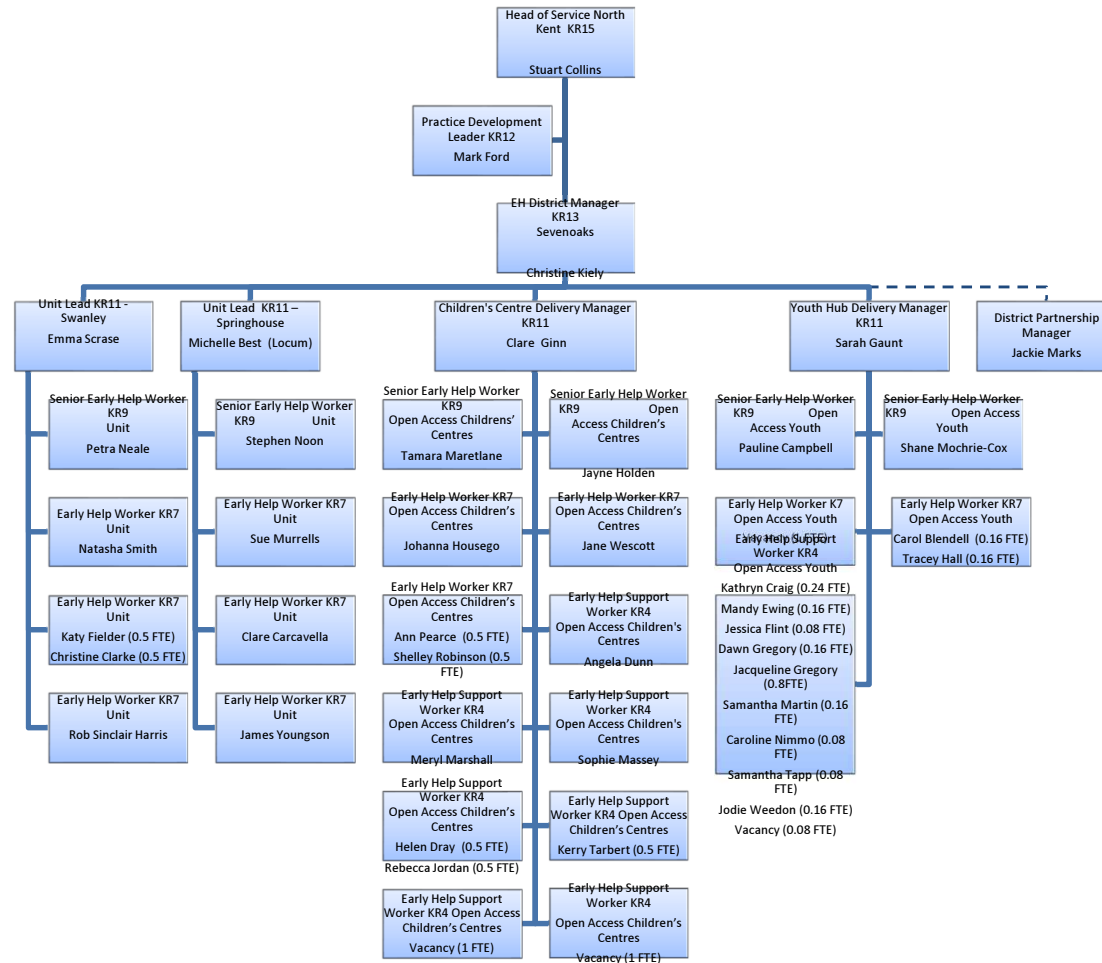 Head of Service North
Kent KR15
Stuart Collins
Practice Development
Leader KR12
Mark Ford
EH District Manager
KR13
Sevenoaks
Christine Kiely
Unit Lead KR11 -
Swanley
Emma Scrase
Unit Lead KR11 –
Springhouse
Michelle Best (Locum)
Children's Centre Delivery Manager
KR11
Clare Ginn
Youth Hub Delivery Manager
KR11
Sarah Gaunt
District Partnership
Manager
Jackie Marks
Senior Early Help Worker
KR9
Unit
Petra Neale
Early Help Worker KR7
Unit
Natasha Smith
Early Help Worker KR7
Unit
Katy Fielder (0.5 FTE)
Christine Clarke (0.5 FTE)
Early Help Worker KR7
Unit
Rob Sinclair Harris
Senior Early Help Worker
KR9 Unit
Stephen Noon
Early Help Worker KR7
Unit
Sue Murrells
Early Help Worker KR7
Unit
Clare Carcavella
Early Help Worker KR7
Unit
James Youngson
Senior Early Help Worker
KR9
Open Access Childrens’
Centres
Tamara Maretlane
Senior Early Help Worker
KR9 Open
Access Children’s
Centres
Jayne Holden
Early Help Worker KR7
Open Access Children’s
Centres
Johanna Housego
Early Help Worker KR7
Open Access Children’s
Centres
Jane Wescott
Early Help Worker KR7
Open Access Children’s
Centres
Ann Pearce (0.5 FTE)
Shelley Robinson (0.5
FTE)
Early Help Support
Worker KR4
Open Access Children's
Centres
Angela Dunn
Early Help Support
Worker KR4
Open Access Children’s
Centres
Meryl Marshall
Early Help Support
Worker KR4
Open Access Children's
Centres
Sophie Massey
Early Help Support
Worker KR4
Open Access Children’s
Centres
Helen Dray (0.5 FTE)
Rebecca Jordan (0.5 FTE)
Early Help Support
Worker KR4 Open Access
Children’s Centres
Kerry Tarbert (0.5 FTE)
Early Help Support
Worker KR4 Open Access
Children’s Centres
Vacancy (1 FTE)
Early Help Support
Worker KR4
Open Access Children’s
Centres
Vacancy (1 FTE)
Senior Early Help Worker
KR9 Open
Access Youth
Pauline Campbell
Senior Early Help Worker
KR9 Open Access
Youth
Shane Mochrie-Cox
Early Help Worker K7
Open Access Youth
Early Help Worker KR7
Open Access Youth
Carol Blendell (0.16 FTE)
Tracey Hall (0.16 FTE)
Early Help Support
Worker KR4
Open Access Youth
Kathryn Craig (0.24 FTE)
Mandy Ewing (0.16 FTE)
Jessica Flint (0.08 FTE)
Dawn Gregory (0.16 FTE)
Jacqueline Gregory
(0.8FTE)
Samantha Martin (0.16
FTE)
Caroline Nimmo (0.08
FTE)
Samantha Tapp (0.08
FTE)
Jodie Weedon (0.16 FTE)
Vacancy (0.08 FTE)